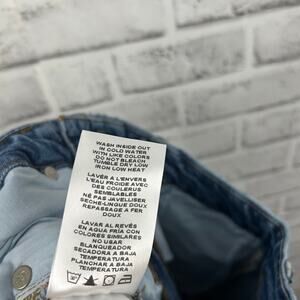 WASH INSIDE OUT
IN COLD WATER
WITH LIKE COLORS
DO NOT BLEACH
TUMBLE DRY LOW
IRON LOW HEAT
LAVER À L'ENVERS
L'EAU FROIDE AVEC
DES COULEURS
SEMBLABLES
NE PAS JAVELLISER
SECHE-LINGE DOUX
REPASSAGE A FER
DOUX
LAVAR AL REVÉS
EN AQUA FRÍA CON
COLORES SIMILARES
NO USAR
BLANQUEADOR
SECADORA A BAJA
TEMPERATURA
PLANCHAR A BAJA
TEMPERATURA